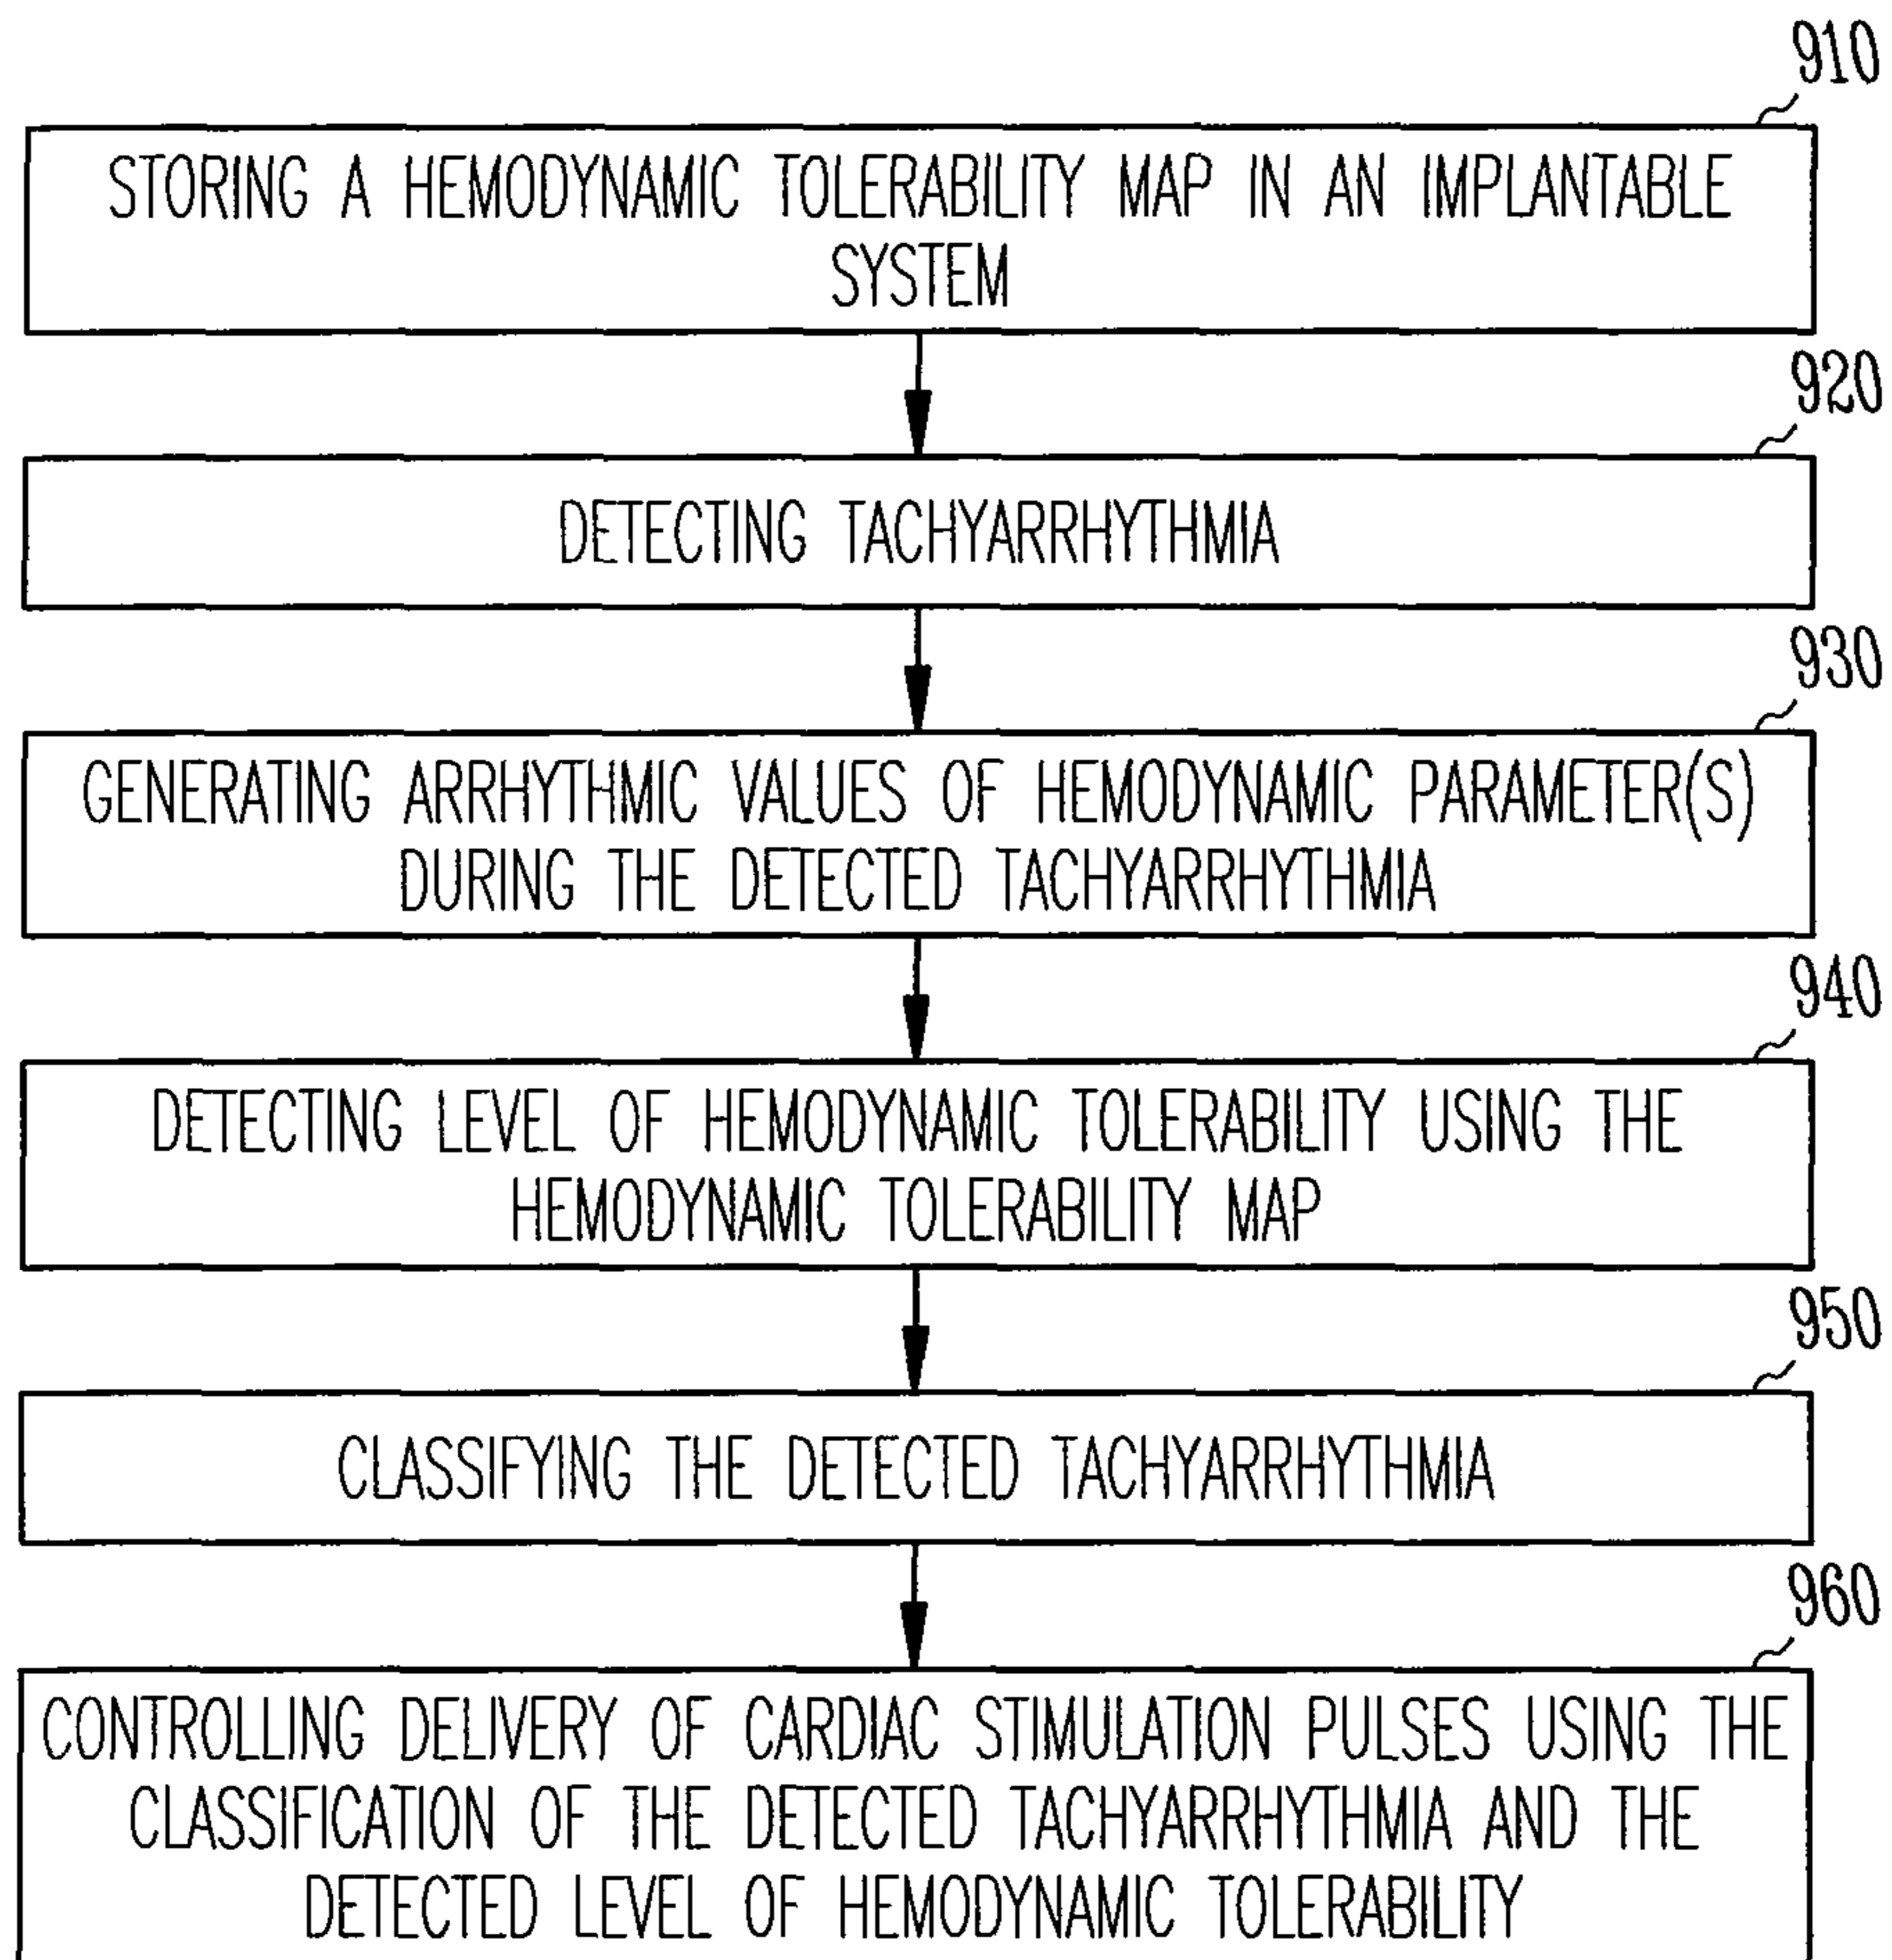 910
STORING A HEMODYNAMIC TOLERABILITY MAP IN AN IMPLANTABLE
SYSTEM
920
DETECTING TACHYARRHYTHMIA
930
GENERATING ARRHYTHMIC VALUES OF HEMODYNAMIC PARAMETER(S)
DURING THE DETECTED TACHYARRHYTHMIA
940
DETECTING LEVEL OF HEMODYNAMIC TOLERABILITY USING THE
HEMODYNAMIC TOLERABILITY MAP
950
CLASSIFYING THE DETECTED TACHYARRHYTHMIA
960
CONTROLLING DELIVERY OF CARDIAC STIMULATION PULSES USING THE
CLASSIFICATION OF THE DETECTED TACHYARRHYTHMIA AND THE
DETECTED LEVEL OF HEMODYNAMIC TOLERABILITY